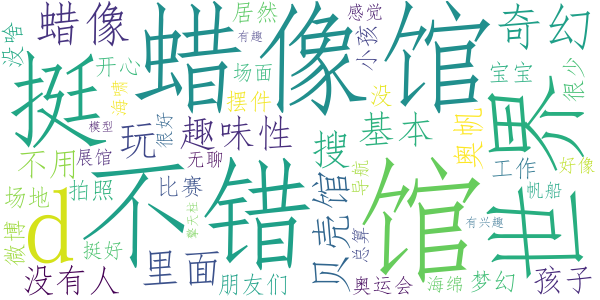 没啥
蜡像
挺
蜡像馆
居然
有趣
开心
海啸
场面
摆件
感觉
小孩
没
奇幻
宝宝
很少
界
世
模型
玩
很好
趣味性
搜
基本
奥帆
不用
展馆
无聊
工作
好像
场地
拍照
d
不错
比赛
擎天柱
馆
贝壳馆
导航
总算
帆船
有兴趣
微博
挺好
没有人
里面
朋友们
奥运会
海绵
梦幻
孩子